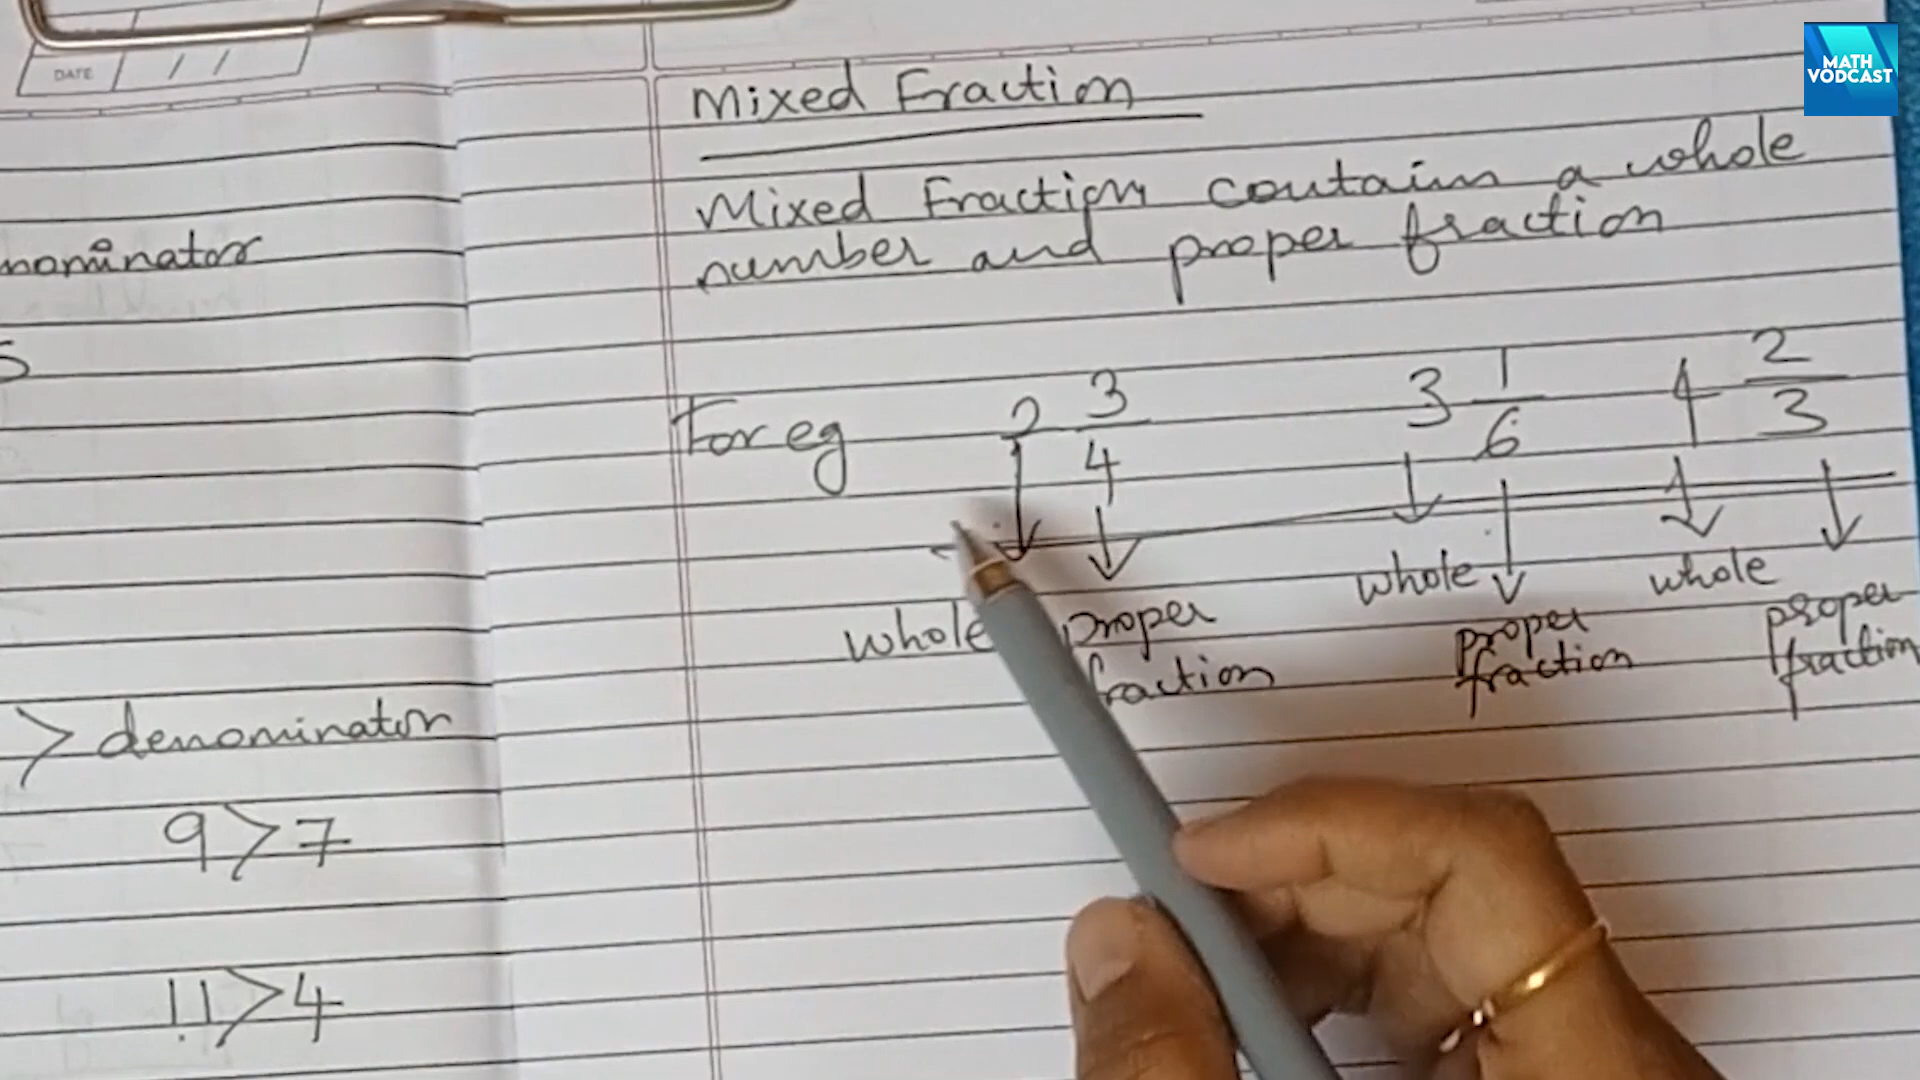 MATH
VODCAST
DATE / /
Mixed Fraction
Mixed Fraction contains a whole
number and proper fraction
For eg 2 3/4 3 1/6 4 2/3
whole proper fraction whole proper fraction whole proper fraction
nominator
5
> denominator
9 > 7
11 > 4